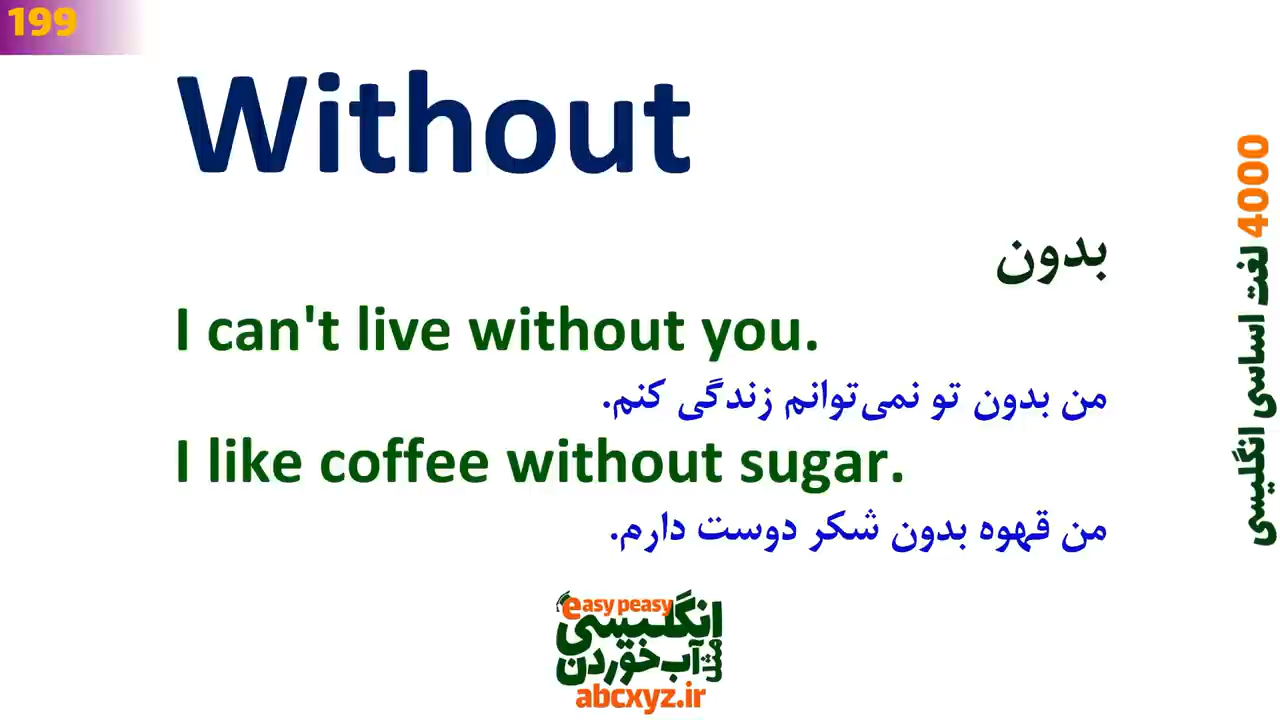 199
Without
بدون
I can't live without you.
من بدون تو نمی‌توانم زندگی کنم.
I like coffee without sugar.
من قهوه بدون شکر دوست دارم.
4000 لغت اساسی انگلیسی
easy peasy
انگلیسی
مثل آب خوردن
abcxyz.ir